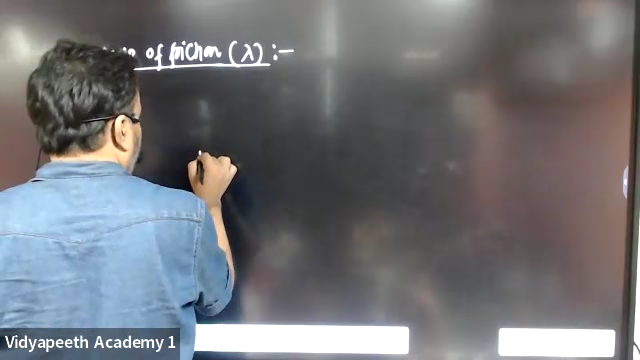 of friction (λ) :-
Vidyapeeth Academy 1